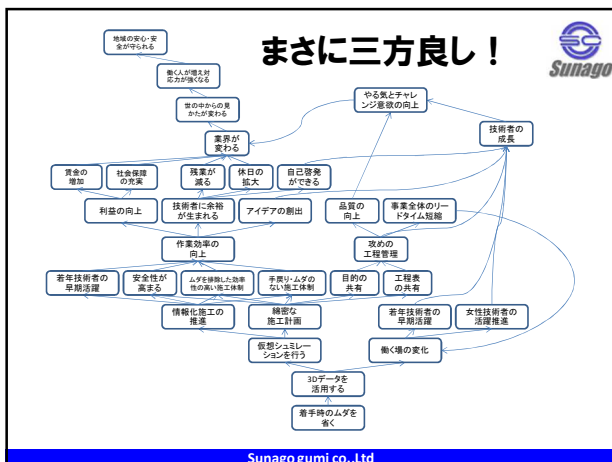 まさに三方良し！
Sunago
地域の安心・安
全が守られる
働く人が増え対
応力が強くなる
世の中からの見
かたが変わる
業界が
変わる
やる気とチャレ
ンジ意欲の向上
技術者の
成長
賃金の
増加
社会保障
の充実
残業が
減る
休日の
拡大
自己啓発
ができる
利益の向上
技術者に余裕
が生まれる
アイデアの創出
品質の
向上
事業全体のリー
ドタイム短縮
作業効率の
向上
攻めの
工程管理
若年技術者の
早期活躍
安全性が
高まる
ムダを排除した効率
性の高い施工体制
手戻り・ムダの
ない施工体制
目的の
共有
工程表
の共有
情報化施工の
推進
綿密な
施工計画
若年技術者の
早期活躍
女性技術者の
活躍推進
仮想シュミレー
ションを行う
働く場の変化
3Dデータを
活用する
着手時のムダを
省く
Sunago gumi co.,Ltd